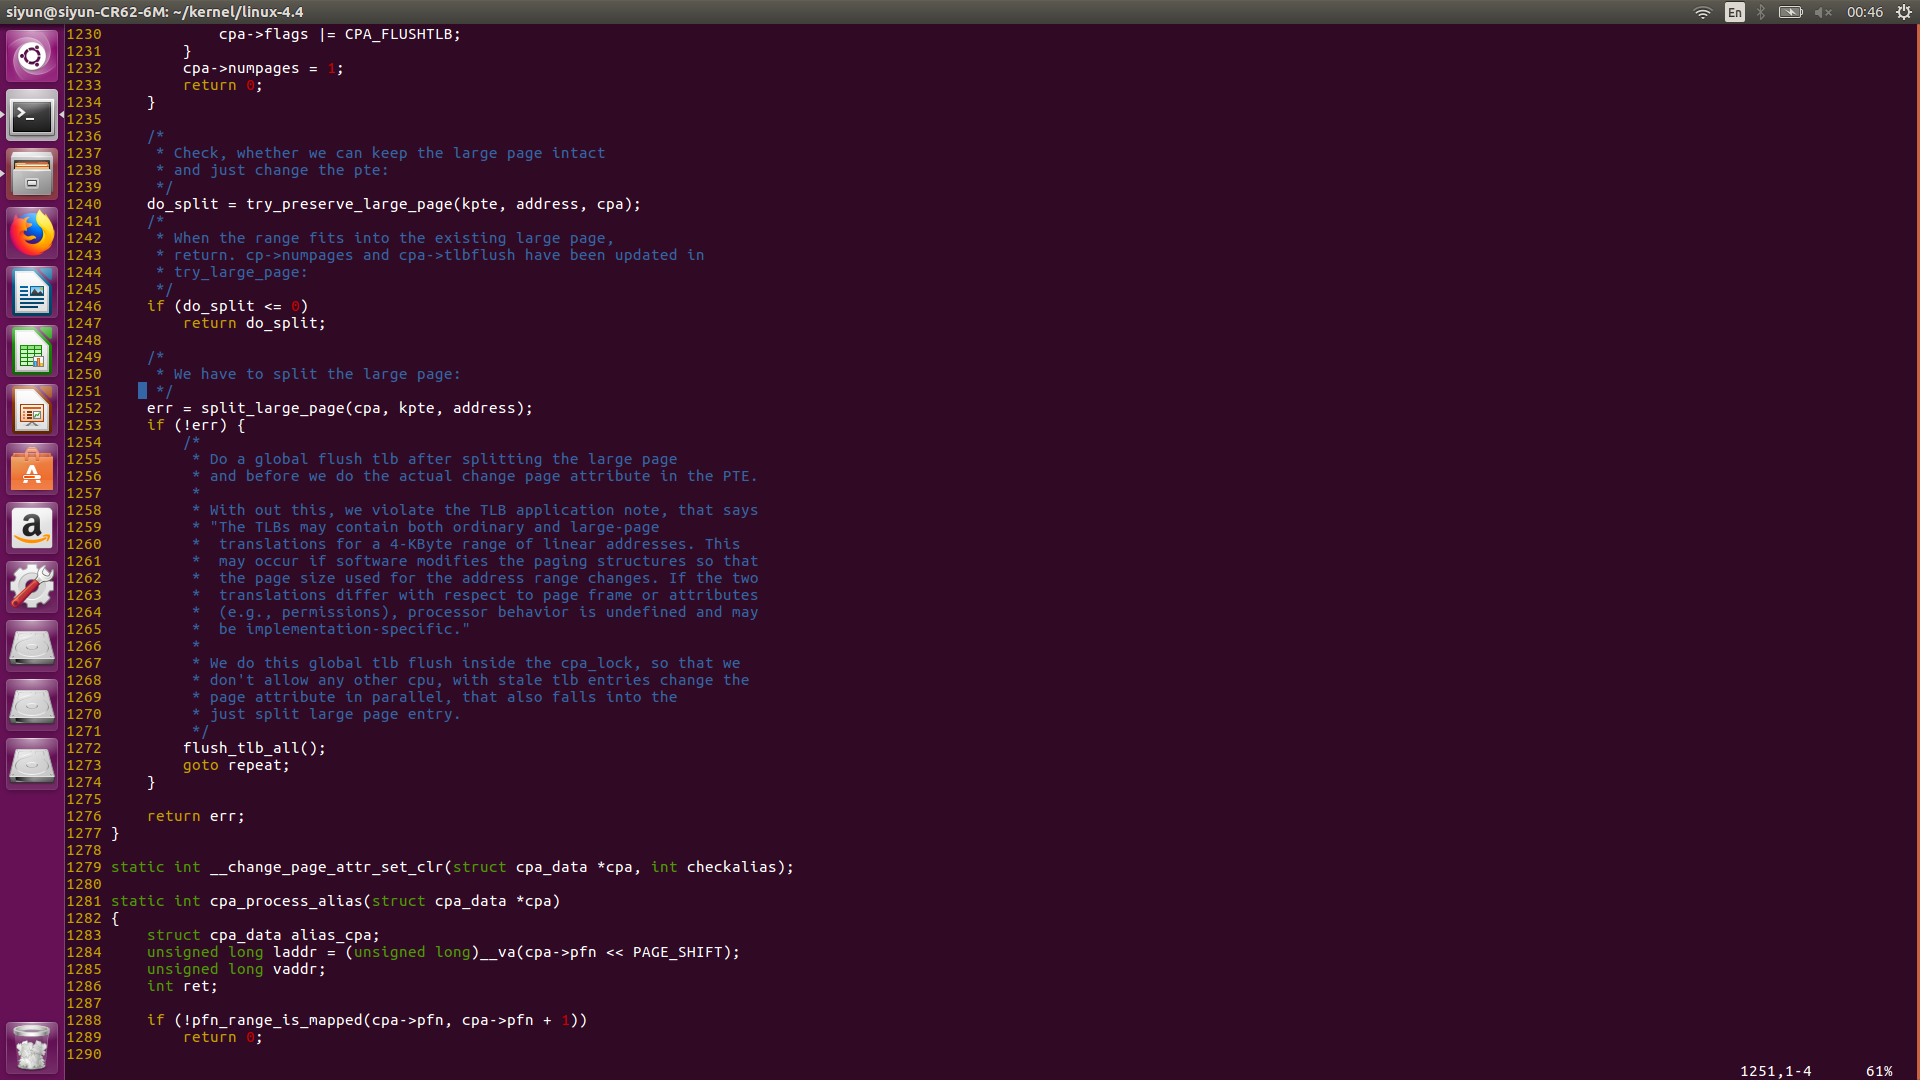 siyun@siyun-CR62-6M: ~/kernel/linux-4.4
En
00:46
1230             cpa->flags |= CPA_FLUSHTLB;
1231         }
1232         cpa->numpages = 1;
1233         return 0;
1234     }
1235
1236     /*
1237      * Check, whether we can keep the large page intact
1238      * and just change the pte:
1239      */
1240     do_split = try_preserve_large_page(kpte, address, cpa);
1241     /*
1242      * When the range fits into the existing large page,
1243      * return. cp->numpages and cpa->tlbflush have been updated in
1244      * try_large_page:
1245      */
1246     if (do_split <= 0)
1247         return do_split;
1248
1249     /*
1250      * We have to split the large page:
1251      */
1252     err = split_large_page(cpa, kpte, address);
1253     if (!err) {
1254         /*
1255          * Do a global flush tlb after splitting the large page
1256          * and before we do the actual change page attribute in the PTE.
1257          *
1258          * With out this, we violate the TLB application note, that says
1259          * "The TLBs may contain both ordinary and large-page
1260          *  translations for a 4-KByte range of linear addresses. This
1261          *  may occur if software modifies the paging structures so that
1262          *  the page size used for the address range changes. If the two
1263          *  translations differ with respect to page frame or attributes
1264          *  (e.g., permissions), processor behavior is undefined and may
1265          *  be implementation-specific."
1266          *
1267          * We do this global tlb flush inside the cpa_lock, so that we
1268          * don't allow any other cpu, with stale tlb entries change the
1269          * page attribute in parallel, that also falls into the
1270          * just split large page entry.
1271          */
1272         flush_tlb_all();
1273         goto repeat;
1274     }
1275
1276     return err;
1277 }
1278
1279 static int __change_page_attr_set_clr(struct cpa_data *cpa, int checkalias);
1280
1281 static int cpa_process_alias(struct cpa_data *cpa)
1282 {
1283     struct cpa_data alias_cpa;
1284     unsigned long laddr = (unsigned long)__va(cpa->pfn << PAGE_SHIFT);
1285     unsigned long vaddr;
1286     int ret;
1287
1288     if (!pfn_range_is_mapped(cpa->pfn, cpa->pfn + 1))
1289         return 0;
1290
1251,1-4 61%